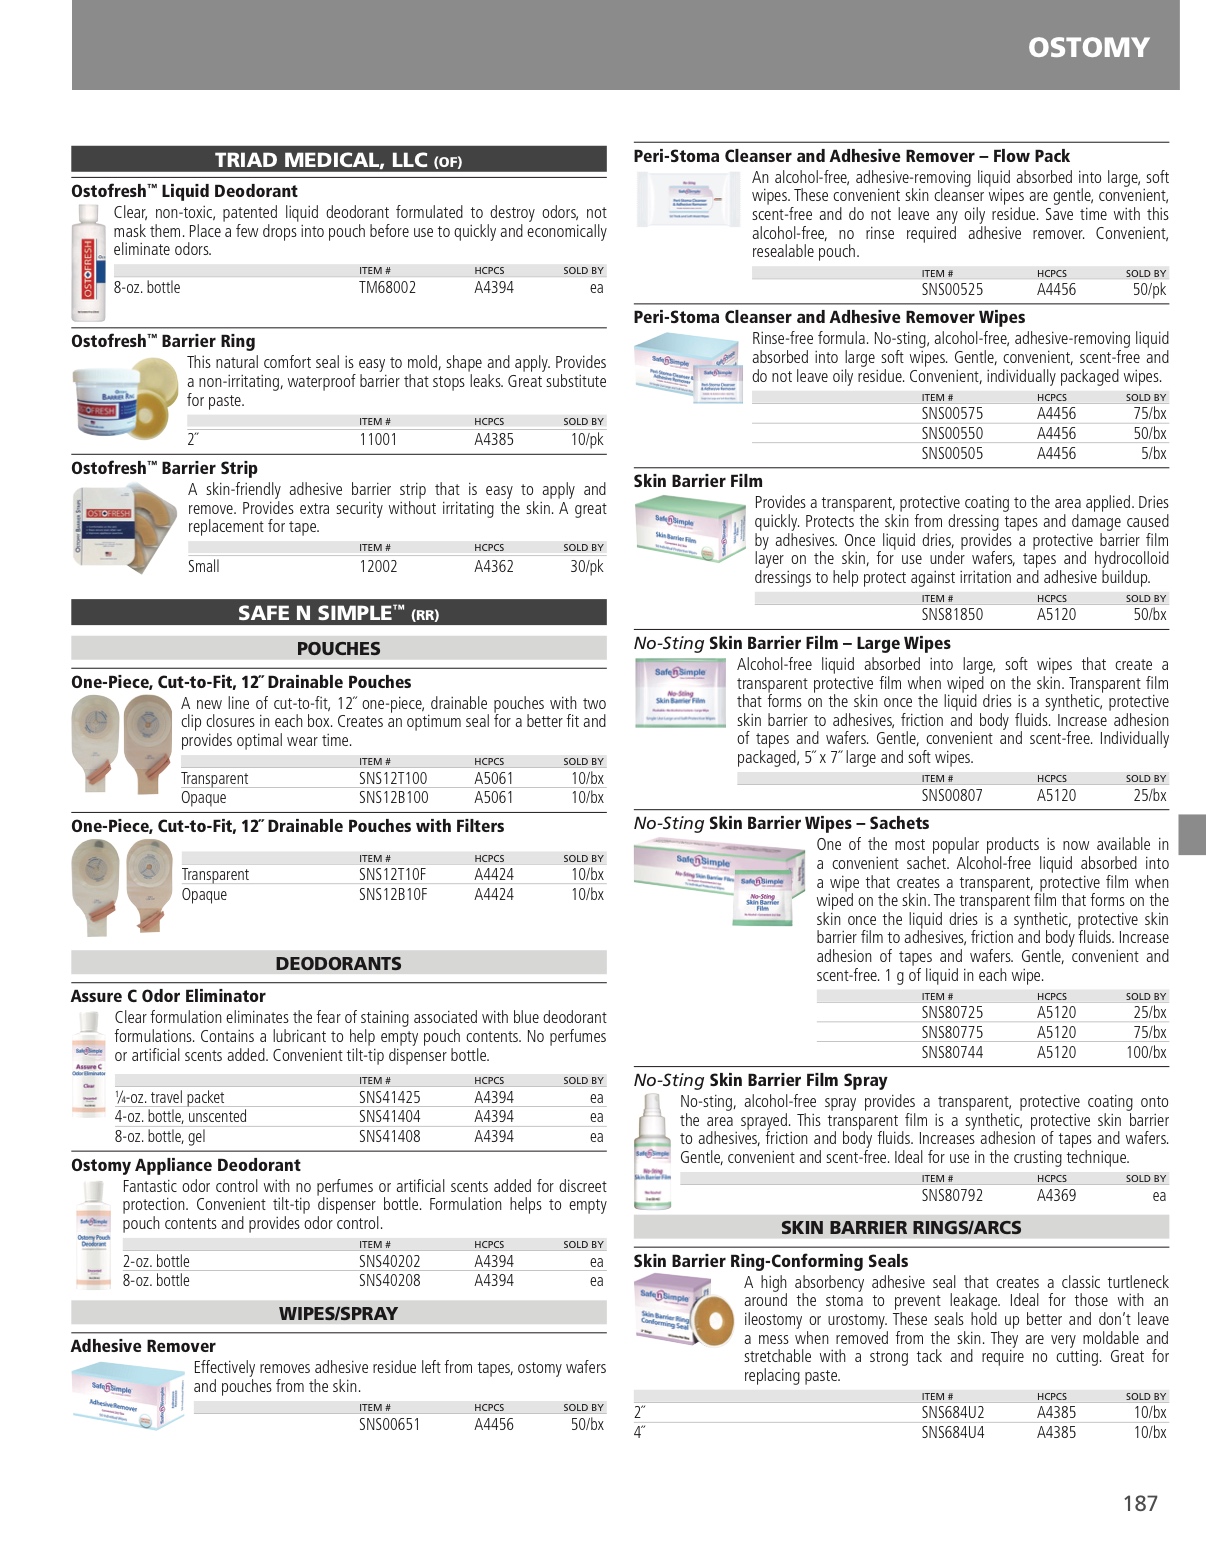 OSTOMY
TRIAD MEDICAL, LLC (OF)
Ostofresh™ Liquid Deodorant
Clear, non-toxic, patented liquid deodorant formulated to destroy odors, not
mask them. Place a few drops into pouch before use to quickly and economically
eliminate odors.
ITEM # HCPCS SOLD BY
8-oz. bottle TM68002 A4394 ea
Ostofresh™ Barrier Ring
This natural comfort seal is easy to mold, shape and apply. Provides
a non-irritating, waterproof barrier that stops leaks. Great substitute
for paste.
ITEM # HCPCS SOLD BY
2˝ 11001 A4385 10/pk
Ostofresh™ Barrier Strip
A skin-friendly adhesive barrier strip that is easy to apply and
remove. Provides extra security without irritating the skin. A great
replacement for tape.
ITEM # HCPCS SOLD BY
Small 12002 A4362 30/pk
SAFE N SIMPLE™ (RR)
POUCHES
One-Piece, Cut-to-Fit, 12˝ Drainable Pouches
A new line of cut-to-fit, 12˝ one-piece, drainable pouches with two
clip closures in each box. Creates an optimum seal for a better fit and
provides optimal wear time.
ITEM # HCPCS SOLD BY
Transparent SNS12T100 A5061 10/bx
Opaque SNS12B100 A5061 10/bx
One-Piece, Cut-to-Fit, 12˝ Drainable Pouches with Filters
ITEM # HCPCS SOLD BY
Transparent SNS12T10F A4424 10/bx
Opaque SNS12B10F A4424 10/bx
DEODORANTS
Assure C Odor Eliminator
Clear formulation eliminates the fear of staining associated with blue deodorant
formulations. Contains a lubricant to help empty pouch contents. No perfumes
or artificial scents added. Convenient tilt-tip dispenser bottle.
ITEM # HCPCS SOLD BY
¼-oz. travel packet SNS41425 A4394 ea
4-oz. bottle, unscented SNS41404 A4394 ea
8-oz. bottle, gel SNS41408 A4394 ea
Ostomy Appliance Deodorant
Fantastic odor control with no perfumes or artificial scents added for discreet
protection. Convenient tilt-tip dispenser bottle. Formulation helps to empty
pouch contents and provides odor control.
ITEM # HCPCS SOLD BY
2-oz. bottle SNS40202 A4394 ea
8-oz. bottle SNS40208 A4394 ea
WIPES/SPRAY
Adhesive Remover
Effectively removes adhesive residue left from tapes, ostomy wafers
and pouches from the skin.
ITEM # HCPCS SOLD BY
SNS00651 A4456 50/bx
Peri-Stoma Cleanser and Adhesive Remover – Flow Pack
An alcohol-free, adhesive-removing liquid absorbed into large, soft
wipes. These convenient skin cleanser wipes are gentle, convenient,
scent-free and do not leave any oily residue. Save time with this
alcohol-free, no rinse required adhesive remover. Convenient,
resealable pouch.
ITEM # HCPCS SOLD BY
SNS00525 A4456 50/pk
Peri-Stoma Cleanser and Adhesive Remover Wipes
Rinse-free formula. No-sting, alcohol-free, adhesive-removing liquid
absorbed into large soft wipes. Gentle, convenient, scent-free and
do not leave oily residue. Convenient, individually packaged wipes.
ITEM # HCPCS SOLD BY
SNS00575 A4456 75/bx
SNS00550 A4456 50/bx
SNS00505 A4456 5/bx
Skin Barrier Film
Provides a transparent, protective coating to the area applied. Dries
quickly. Protects the skin from dressing tapes and damage caused
by adhesives. Once liquid dries, provides a protective barrier film
layer on the skin, for use under wafers, tapes and hydrocolloid
dressings to help protect against irritation and adhesive buildup.
ITEM # HCPCS SOLD BY
SNS81850 A5120 50/bx
No-Sting Skin Barrier Film – Large Wipes
Alcohol-free liquid absorbed into large, soft wipes that create a
transparent protective film when wiped on the skin. Transparent film
that forms on the skin once the liquid dries is a synthetic, protective
skin barrier to adhesives, friction and body fluids. Increase adhesion
of tapes and wafers. Gentle, convenient and scent-free. Individually
packaged, 5˝ x 7˝ large and soft wipes.
ITEM # HCPCS SOLD BY
SNS00807 A5120 25/bx
No-Sting Skin Barrier Wipes – Sachets
One of the most popular products is now available in
a convenient sachet. Alcohol-free liquid absorbed into
a wipe that creates a transparent, protective film when
wiped on the skin. The transparent film that forms on the
skin once the liquid dries is a synthetic, protective skin
barrier film to adhesives, friction and body fluids. Increase
adhesion of tapes and wafers. Gentle, convenient and
scent-free. 1 g of liquid in each wipe.
ITEM # HCPCS SOLD BY
SNS80725 A5120 25/bx
SNS80775 A5120 75/bx
SNS80744 A5120 100/bx
No-Sting Skin Barrier Film Spray
No-sting, alcohol-free spray provides a transparent, protective coating onto
the area sprayed. This transparent film is a synthetic, protective skin barrier
to adhesives, friction and body fluids. Increases adhesion of tapes and wafers.
Gentle, convenient and scent-free. Ideal for use in the crusting technique.
ITEM # HCPCS SOLD BY
SNS80792 A4369 ea
SKIN BARRIER RINGS/ARCS
Skin Barrier Ring-Conforming Seals
A high absorbency adhesive seal that creates a classic turtleneck
around the stoma to prevent leakage. Ideal for those with an
ileostomy or urostomy. These seals hold up better and don't leave
a mess when removed from the skin. They are very moldable and
stretchable with a strong tack and require no cutting. Great for
replacing paste.
ITEM # HCPCS SOLD BY
2˝ SNS684U2 A4385 10/bx
4˝ SNS684U4 A4385 10/bx
187